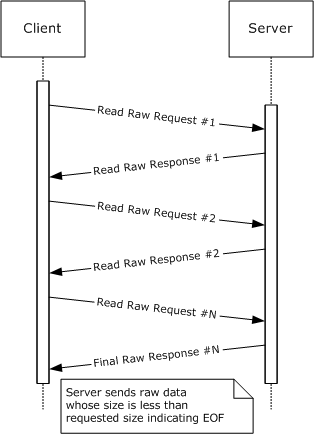 Client
Server
Read Raw Request #1
Read Raw Response #1
Read Raw Request #2
Read Raw Response #2
Read Raw Request #N
Final Raw Response #N
Server sends raw data
whose size is less than
requested size indicating EOF